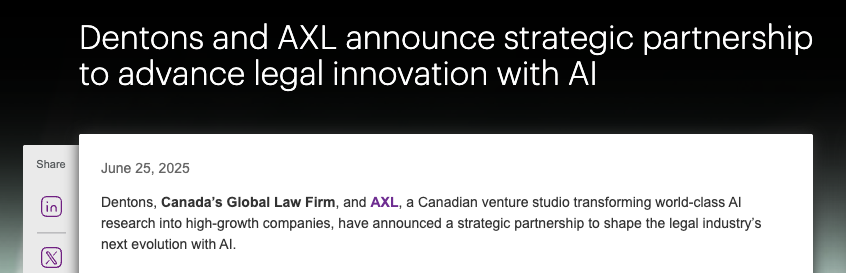 Dentons and AXL announce strategic partnership
to advance legal innovation with AI
Share
June 25, 2025
Dentons, Canada’s Global Law Firm, and AXL, a Canadian venture studio transforming world-class AI
research into high-growth companies, have announced a strategic partnership to shape the legal industry’s
next evolution with AI.
in
X